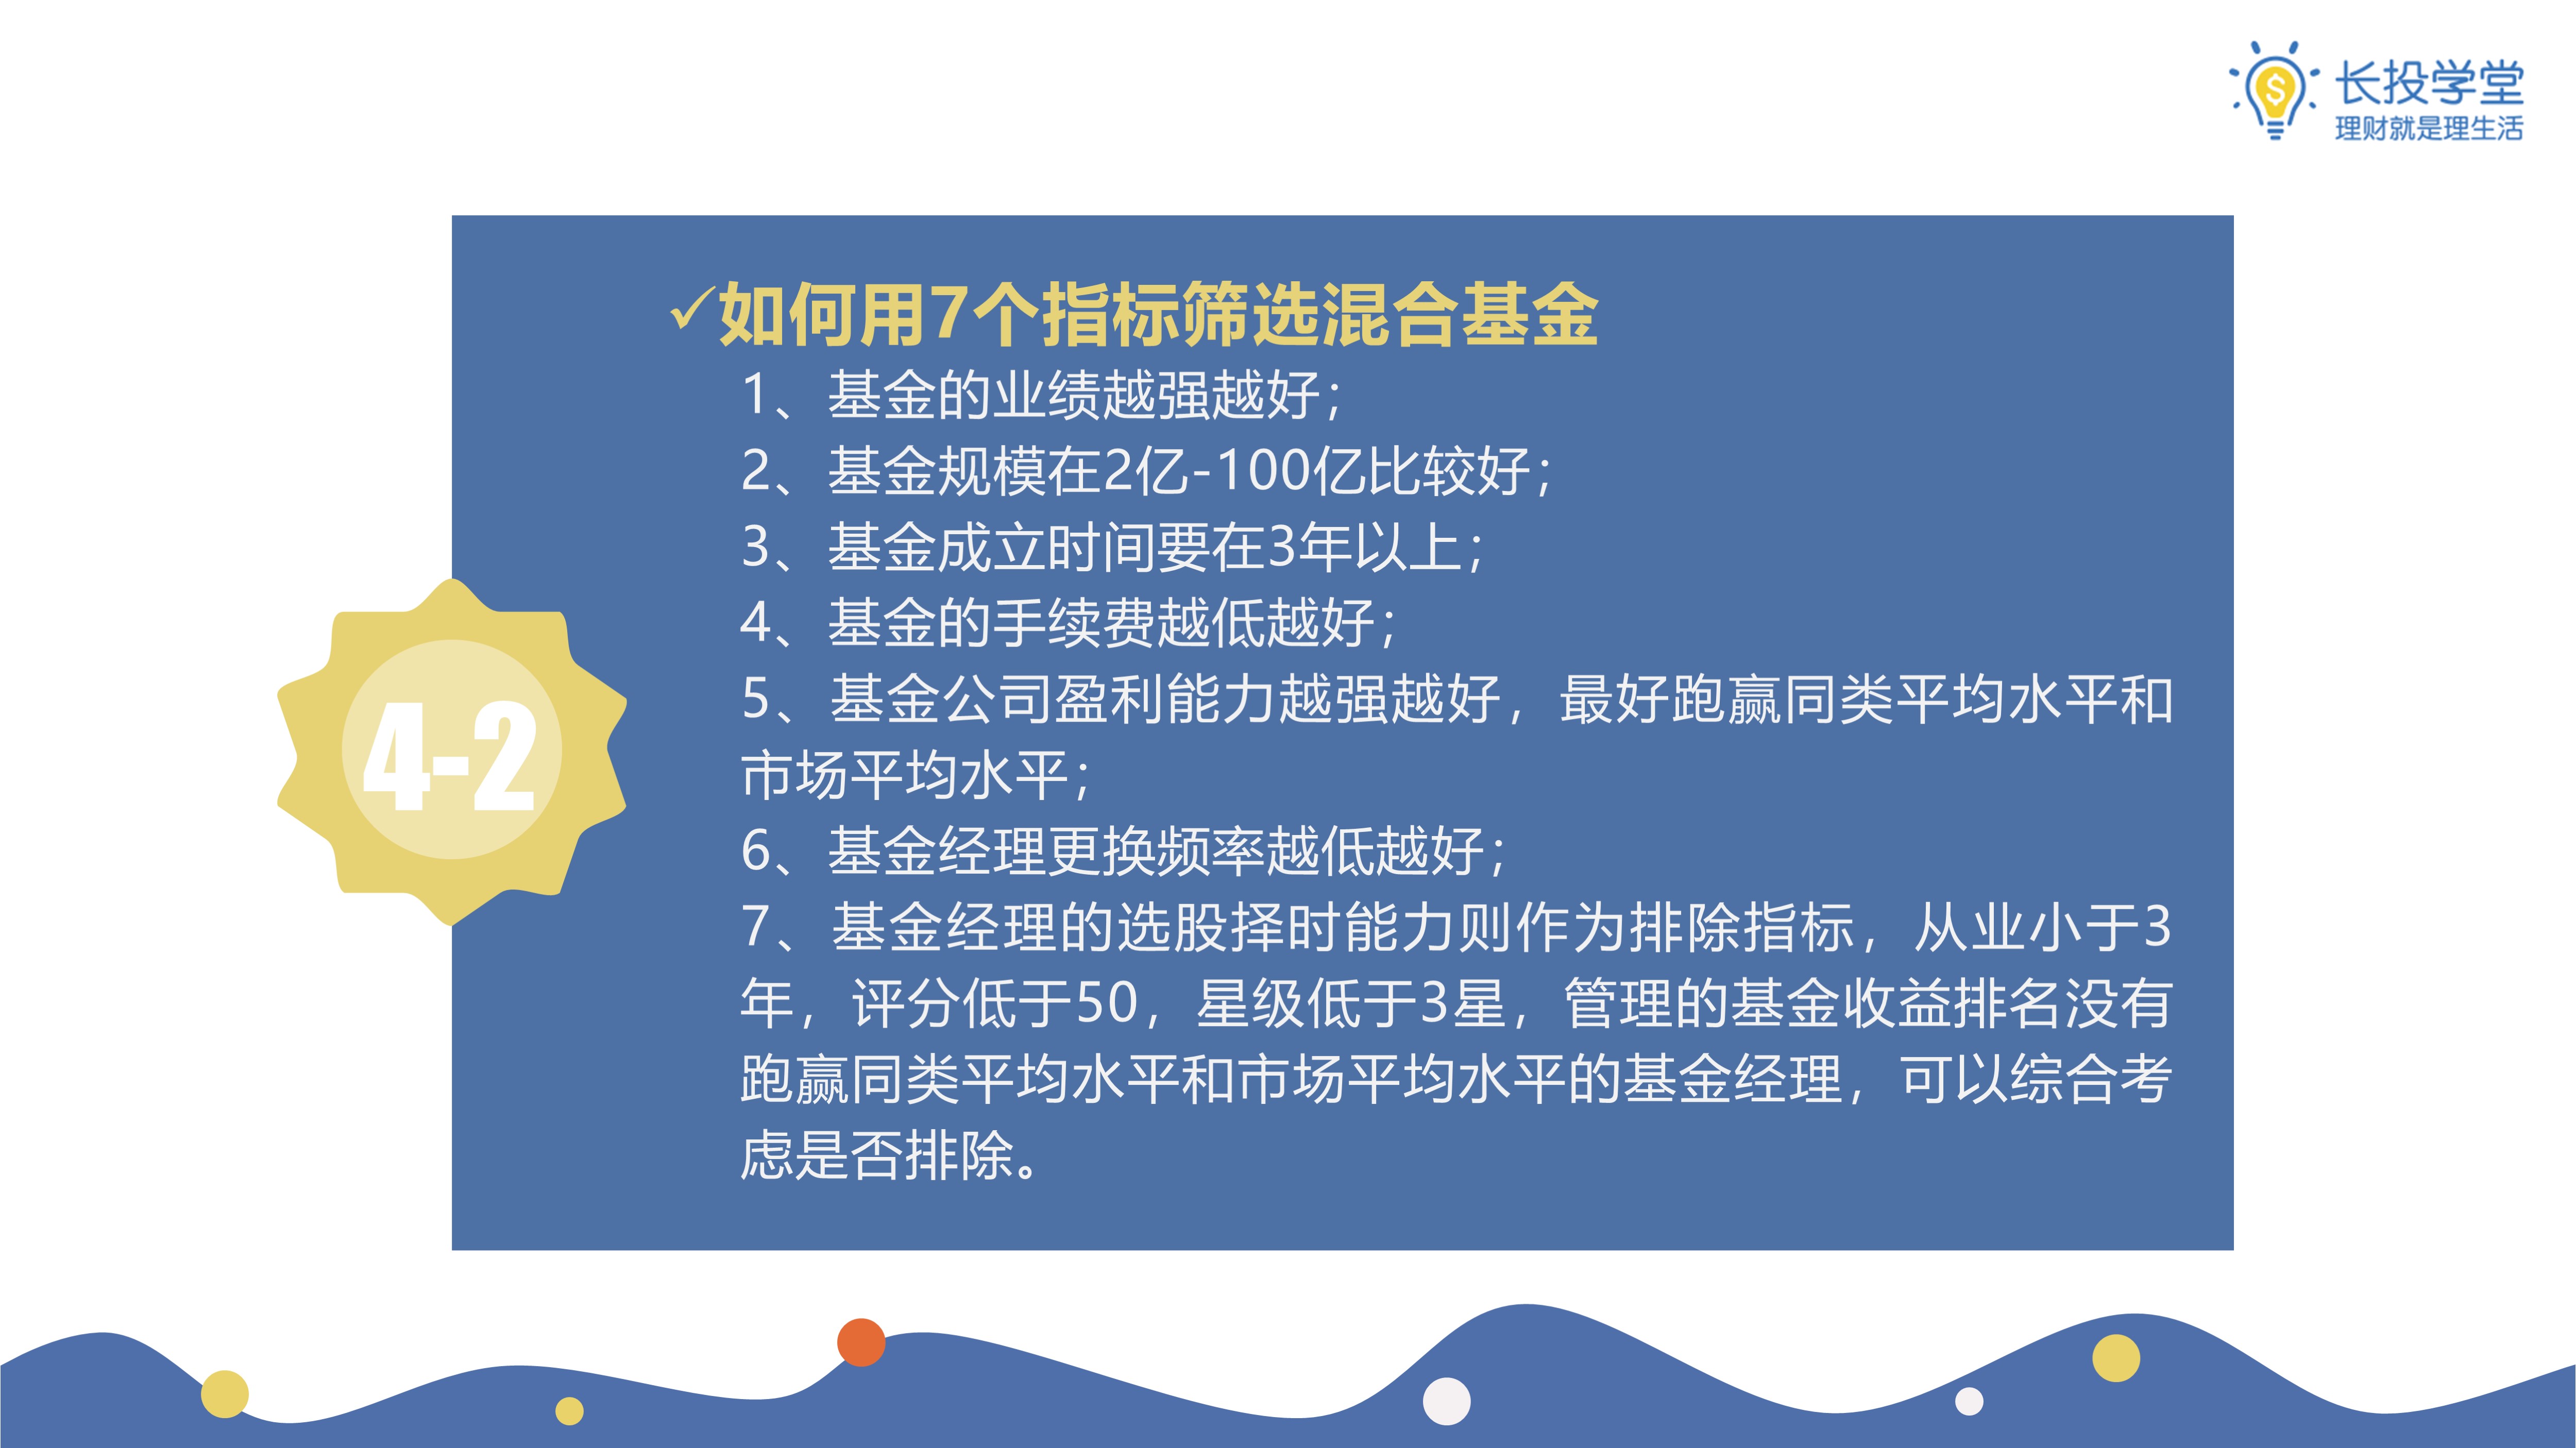 长投学堂
理财就是理生活
✓如何用7个指标筛选混合基金
1、基金的业绩越强越好；
2、基金规模在2亿-100亿比较好；
3、基金成立时间要在3年以上；
4、基金的手续费越低越好；
5、基金公司盈利能力越强越好，最好跑赢同类平均水平和
市场平均水平；
6、基金经理更换频率越低越好；
7、基金经理的选股择时能力则作为排除指标，从业小于3
年，评分低于50，星级低于3星，管理的基金收益排名没有
跑赢同类平均水平和市场平均水平的基金经理，可以综合考
虑是否排除。
4-2